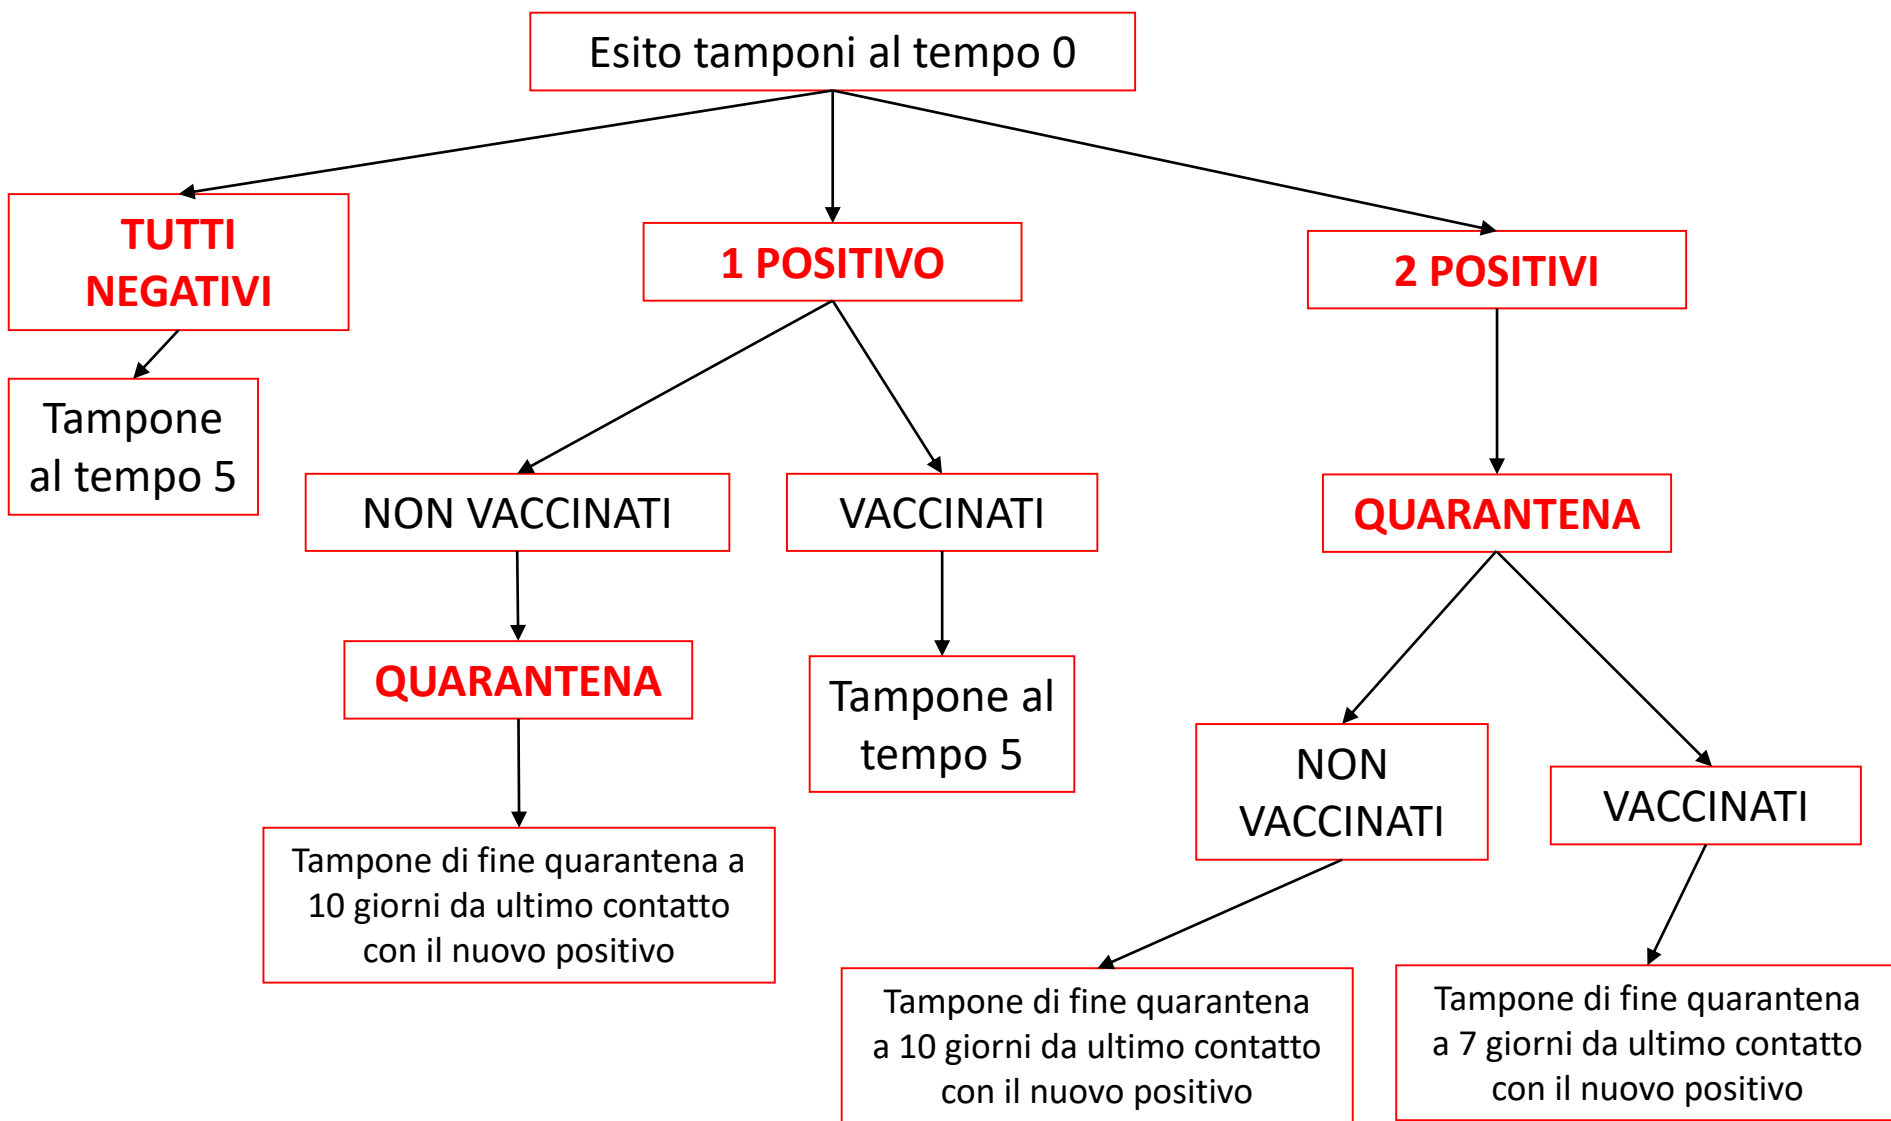 Esito tamponi al tempo 0
TUTTI
NEGATIVI
1 POSITIVO
2 POSITIVI
Tampone
al tempo 5
NON VACCINATI
VACCINATI
QUARANTENA
QUARANTENA
Tampone al
tempo 5
NON
VACCINATI
VACCINATI
Tampone di fine quarantena a
10 giorni da ultimo contatto
con il nuovo positivo
Tampone di fine quarantena
a 10 giorni da ultimo contatto
con il nuovo positivo
Tampone di fine quarantena
a 7 giorni da ultimo contatto
con il nuovo positivo